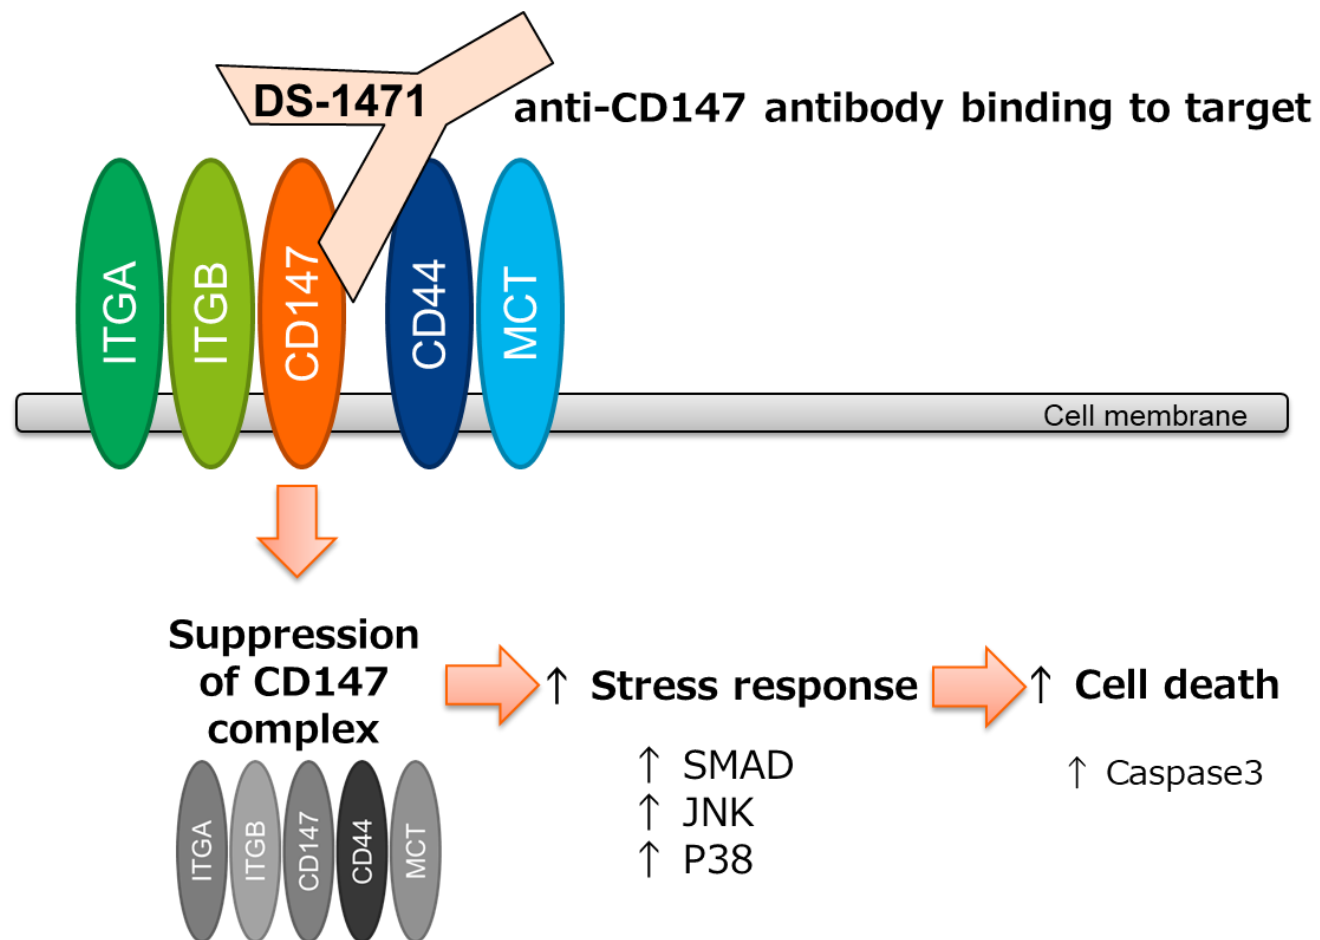 DS-1471
anti-CD147 antibody binding to target
ITGA
ITGB
CD147
CD44
MCT
Cell membrane
Suppression
of CD147
complex
↑ Stress response
↑ Cell death
↑ SMAD
↑ JNK
↑ P38
↑ Caspase3
ITGA
ITGB
CD147
CD44
MCT